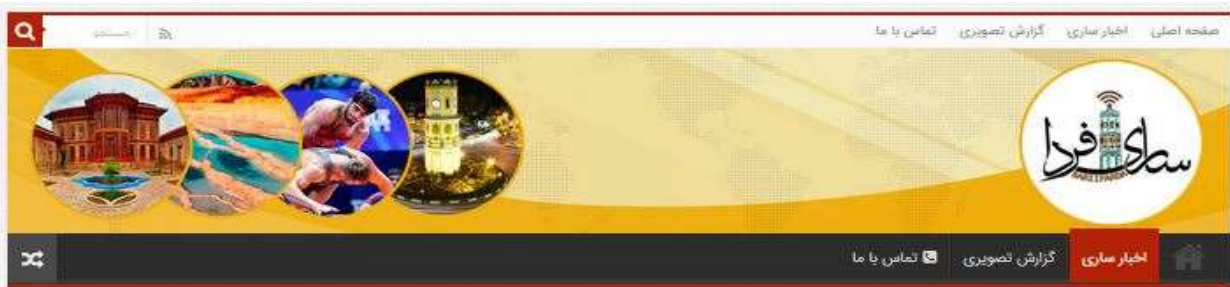 صفحه اصلی اخبار ساری گزارش تصویری تماس با ما
جستجو
ساری فردا
SARI FARDA
اخبار ساری گزارش تصویری تماس با ما